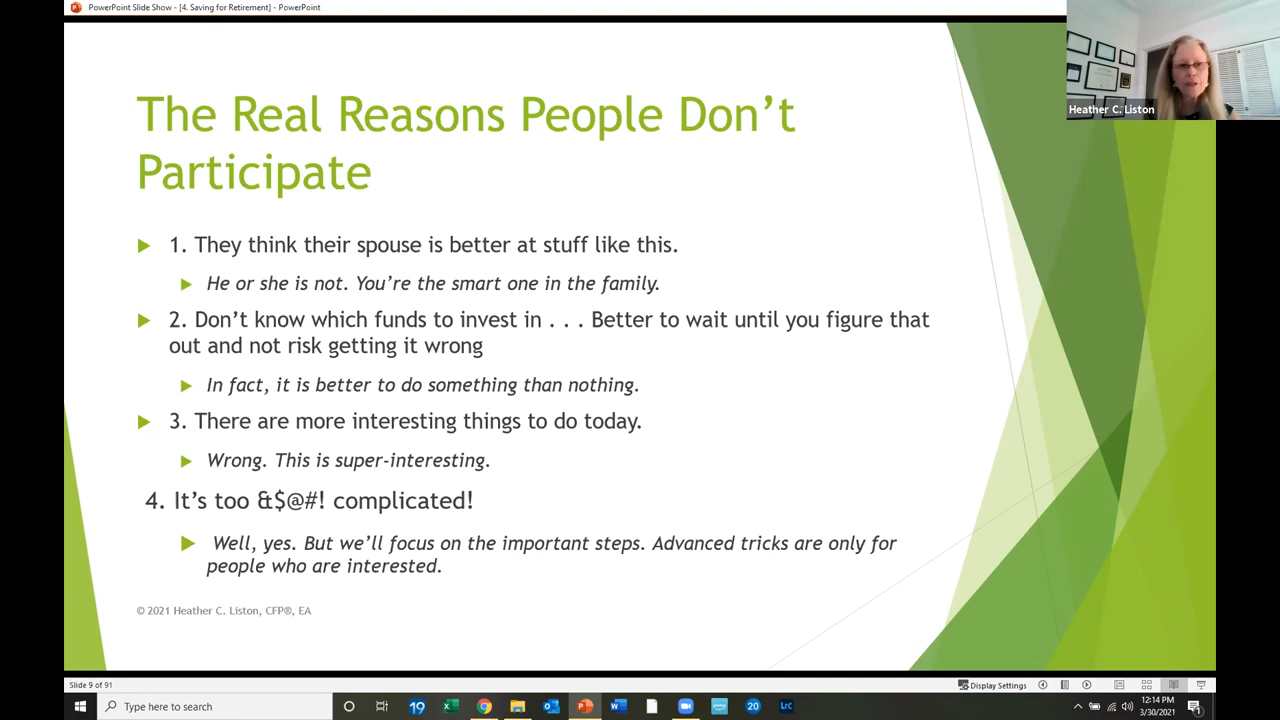 PowerPoint Slide Show - [4. Saving for Retirement] - PowerPoint
Heather C. Liston
The Real Reasons People Don’t
Participate
1. They think their spouse is better at stuff like this.
He or she is not. You’re the smart one in the family.
2. Don’t know which funds to invest in . . . Better to wait until you figure that
out and not risk getting it wrong
In fact, it is better to do something than nothing.
3. There are more interesting things to do today.
Wrong. This is super-interesting.
4. It’s too &$@#! complicated!
Well, yes. But we’ll focus on the important steps. Advanced tricks are only for
people who are interested.
© 2021 Heather C. Liston, CFP®, EA
Slide 9 of 91
Display Settings
Type here to search
19
20
Lrc
12:14 PM
3/30/2021
1